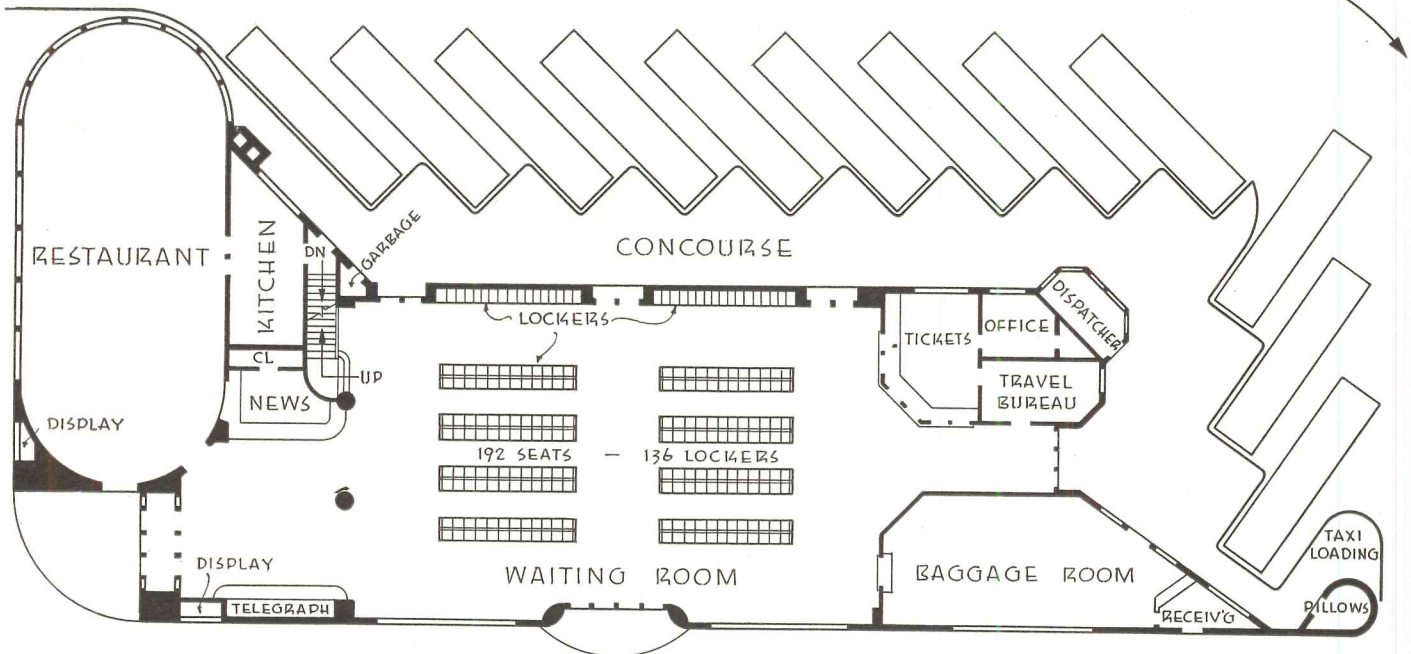 RESTAURANT
KITCHEN
DN
GARBAGE
CONCOURSE
LOCKERS
UP
CL
NEWS
DISPLAY
TICKETS
OFFICE
DISPATCHER
TRAVEL
BUREAU
192 SEATS — 136 LOCKERS
DISPLAY
TELEGRAPH
WAITING ROOM
BAGGAGE ROOM
RECEIV'G
TAXI
LOADING
PILLOWS